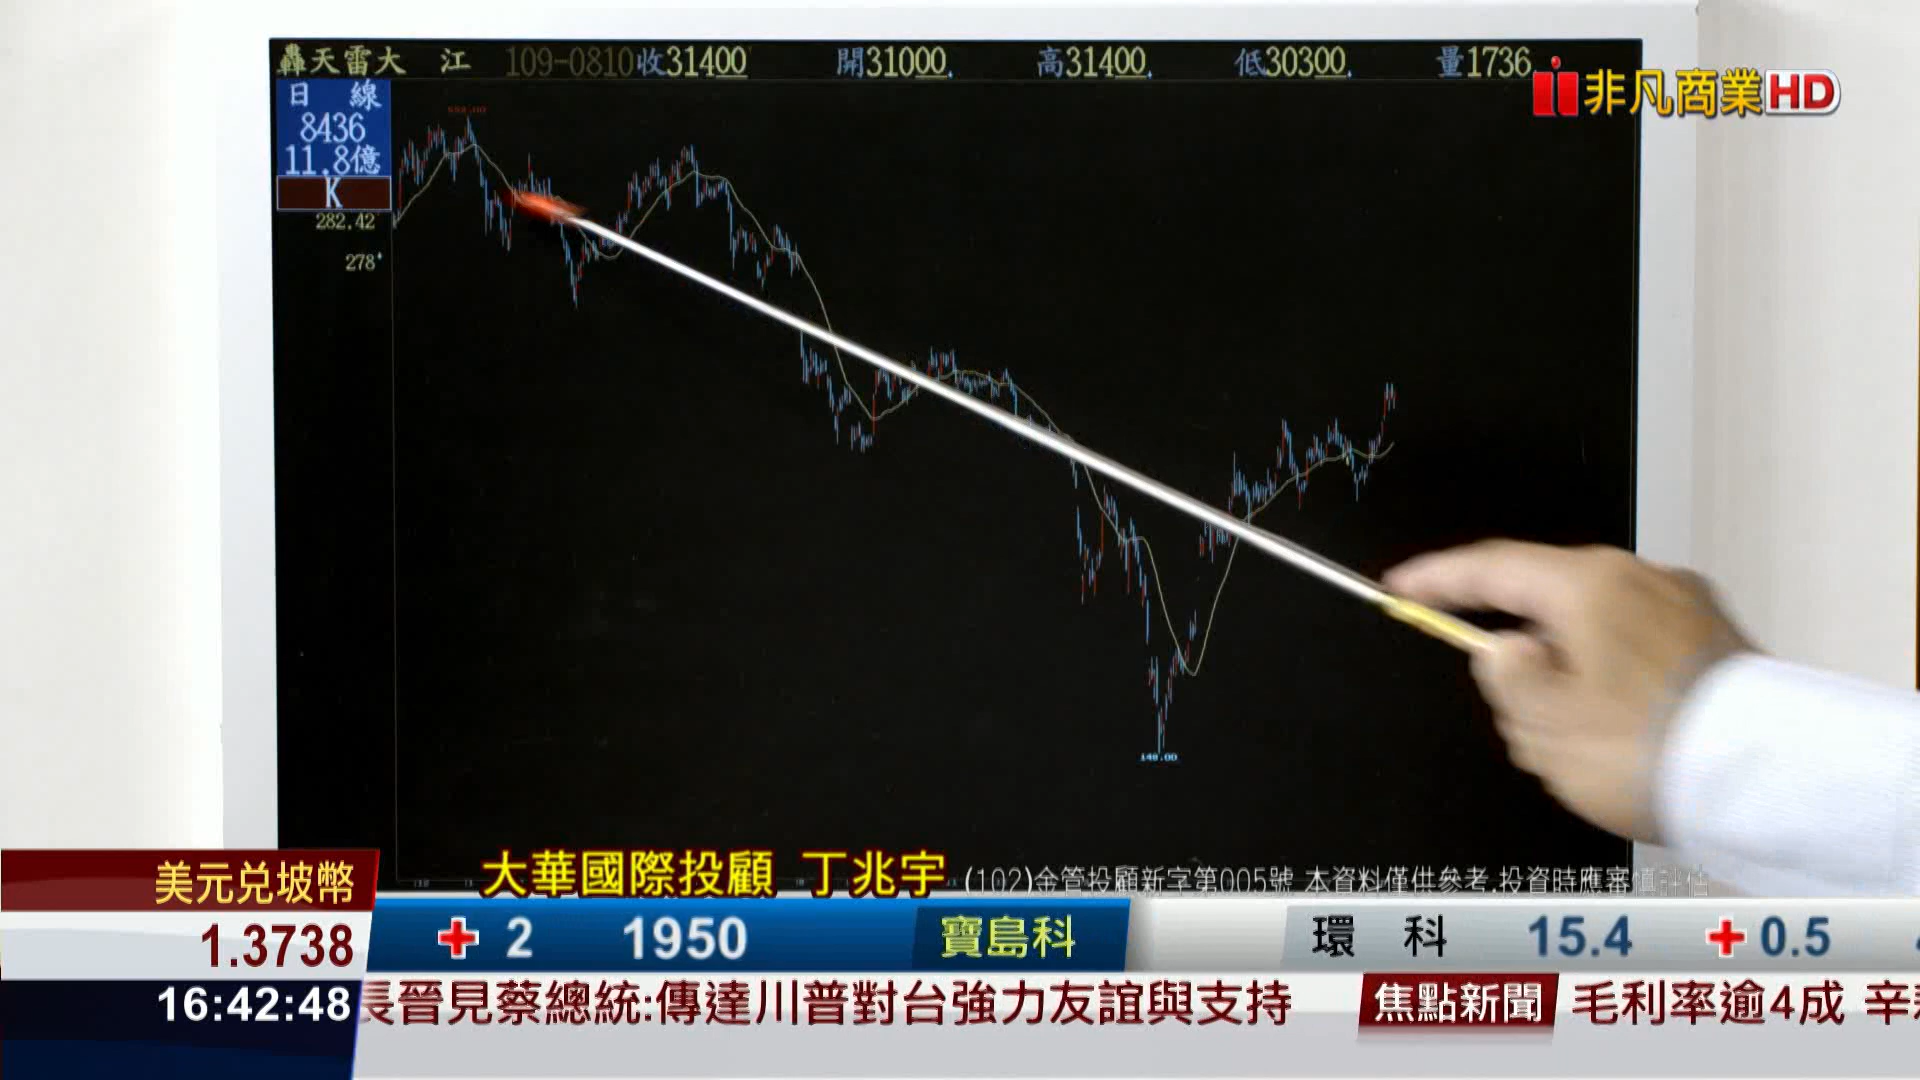 轟天雷大 江 109-0810收31400 開31000 高31400 低30300 量1736
非凡商業HD
日 線
8436
11.8億
K
282.42
278
148.00
大華國際投顧 丁兆宇
(102)金管投顧新字第005號 本資料僅供參考,投資時應審慎評估
美元兑坡幣
1.3738
+ 2 1950 寶島科 環 科 15.4 + 0.5
16:42:48
長晉見蔡總統:傳達川普對台強力友誼與支持 焦點新聞 毛利率逾4成